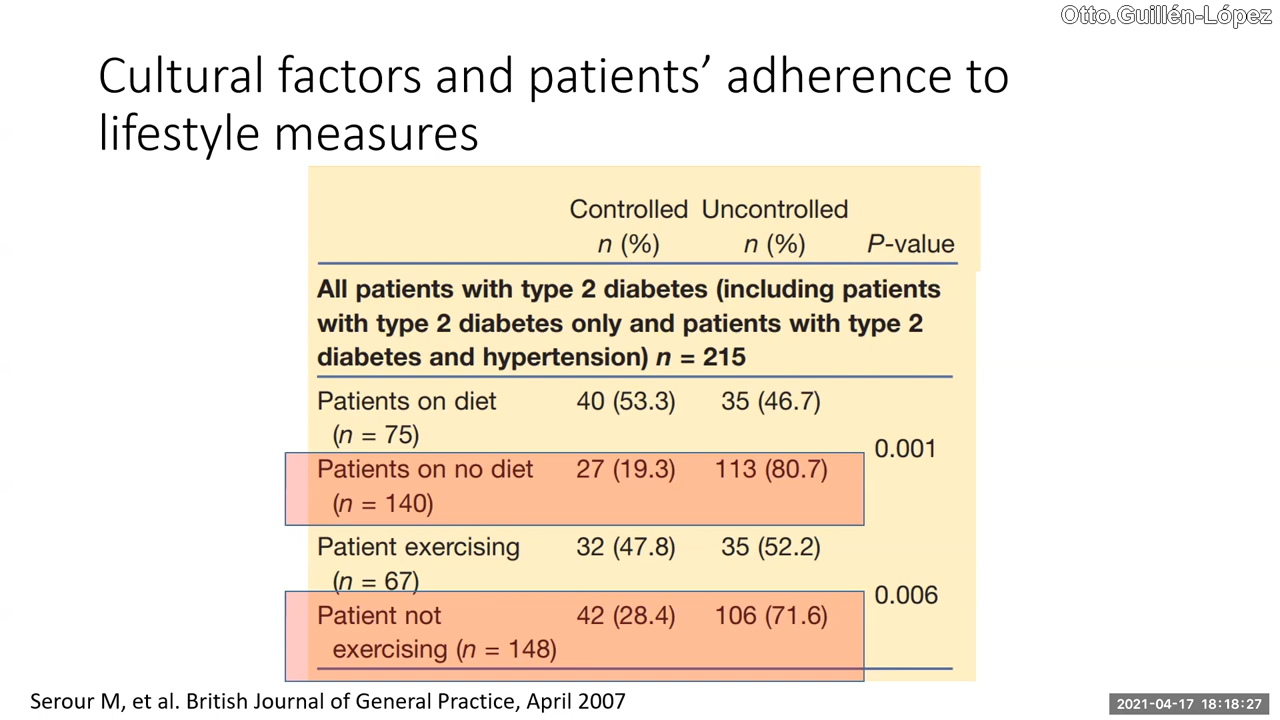 Otto.Guillén-López
Cultural factors and patients’ adherence to
lifestyle measures
Controlled Uncontrolled
n (%) n (%) P-value
All patients with type 2 diabetes (including patients
with type 2 diabetes only and patients with type 2
diabetes and hypertension) n = 215
Patients on diet 40 (53.3) 35 (46.7)
(n = 75)
0.001
Patients on no diet 27 (19.3) 113 (80.7)
(n = 140)
Patient exercising 32 (47.8) 35 (52.2)
(n = 67)
0.006
Patient not 42 (28.4) 106 (71.6)
exercising (n = 148)
Serour M, et al. British Journal of General Practice, April 2007
2021-04-17 18:18:27